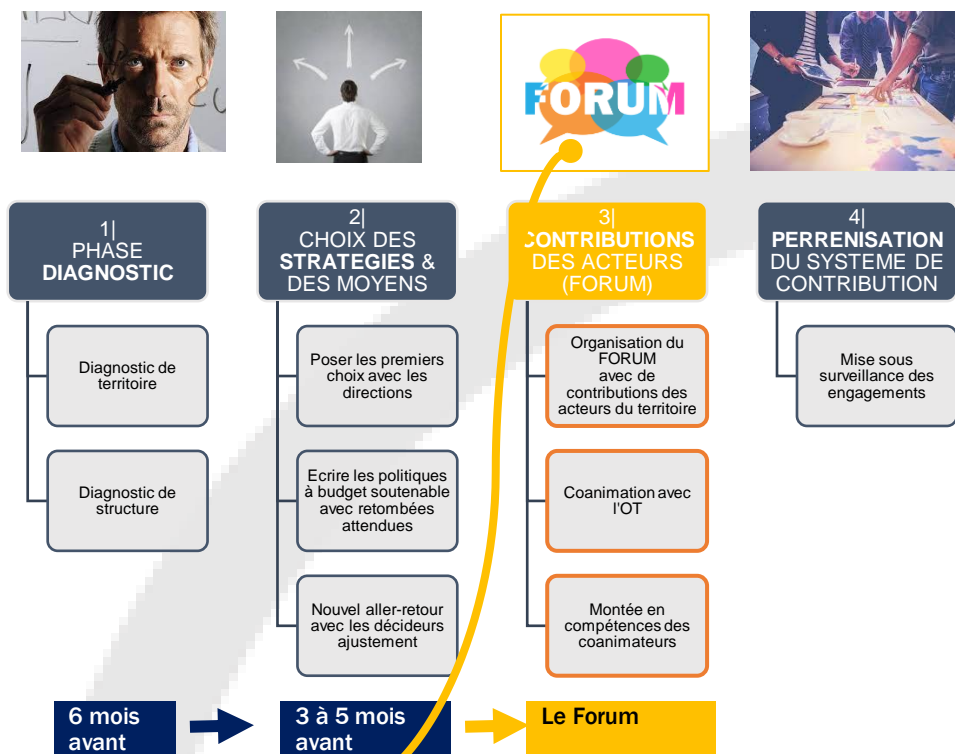 FORUM
1|
PHASE
DIAGNOSTIC
Diagnostic de
territoire
Diagnostic de
structure
2|
CHOIX DES
STRATEGIES &
DES MOYENS
Poser les premiers
choix avec les
directions
Ecrire les politiques
à budget soutenable
avec retombées
attendues
Nouvel aller-retour
avec les décideurs
ajustement
3|
CONTRIBUTIONS
DES ACTEURS
(FORUM)
Organisation du
FORUM
avec de
contributions des
acteurs du territoire
Coanimation avec
l'OT
Montée en
compétences des
coanimateurs
4|
PERRENISATION
DU SYSTEME DE
CONTRIBUTION
Mise sous
surveillance des
engagements
6 mois
avant
3 à 5 mois
avant
Le Forum